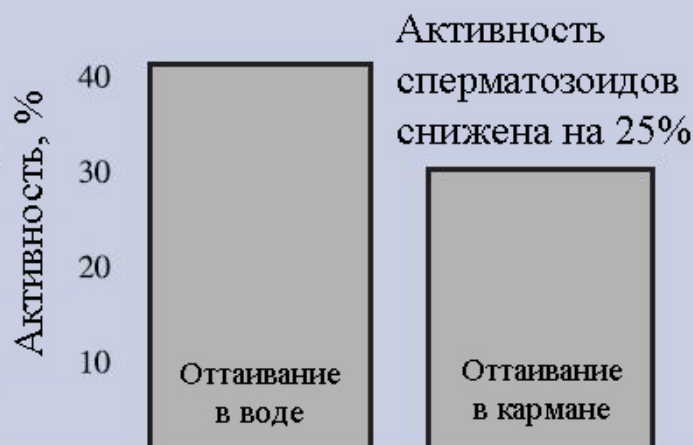 Активность
сперматозоидов
снижена на 25%
Активность, %
40
30
20
10
Оттаивание
в воде
Оттаивание
в кармане